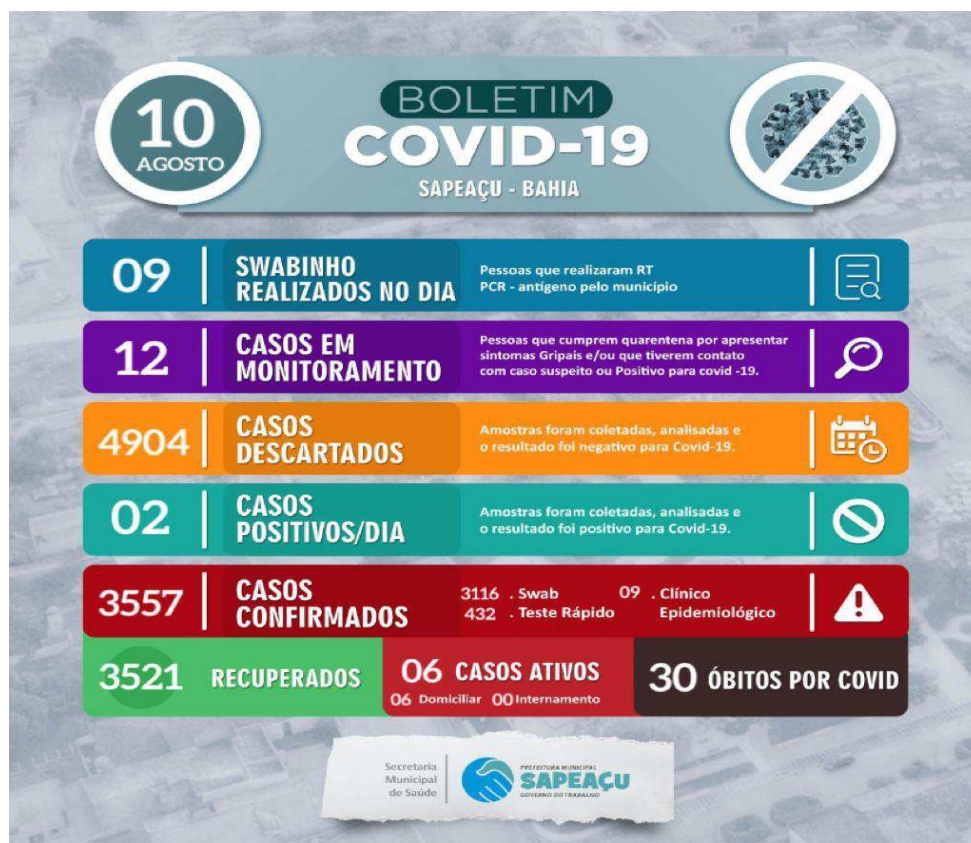 10
AGOSTO
BOLETIM
COVID-19
SAPEAÇU - BAHIA
09
SWABINHO
REALIZADOS NO DIA
Pessoas que realizaram RT
PCR - antígeno pelo município
12
CASOS EM
MONITORAMENTO
Pessoas que cumprem quarentena por apresentar
sintomas Gripais e/ou que tiverem contato
com caso suspeito ou Positivo para covid -19.
4904
CASOS
DESCARTADOS
Amostras foram coletadas, analisadas e
o resultado foi negativo para Covid-19.
02
CASOS
POSITIVOS/DIA
Amostras foram coletadas, analisadas e
o resultado foi positivo para Covid-19.
3557
CASOS
CONFIRMADOS
3116 . Swab
432 . Teste Rápido
09 . Clínico
Epidemiológico
3521 RECUPERADOS
06 CASOS ATIVOS
06 Domiciliar 00 Internamento
30 ÓBITOS POR COVID
Secretaria
Municipal
de Saúde
PREFEITURA MUNICIPAL
SAPEAÇU
GOVERNO DO TRABALHO